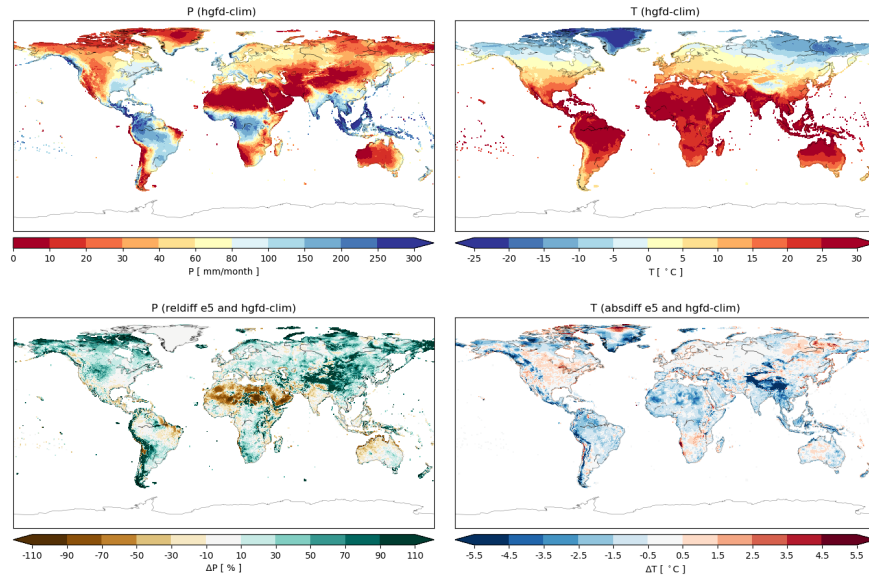 P (hgfd-clim)
T (hgfd-clim)
0 10 20 30 40 60 80 100 150 200 250 300
P [ mm/month ]
-25 -20 -15 -10 -5 0 5 10 15 20 25 30
T [ °C ]
P (reldiff e5 and hgfd-clim)
T (absdiff e5 and hgfd-clim)
-110 -90 -70 -50 -30 -10 10 30 50 70 90 110
ΔP [ % ]
-5.5 -4.5 -3.5 -2.5 -1.5 -0.5 0.5 1.5 2.5 3.5 4.5 5.5
ΔT [ °C ]